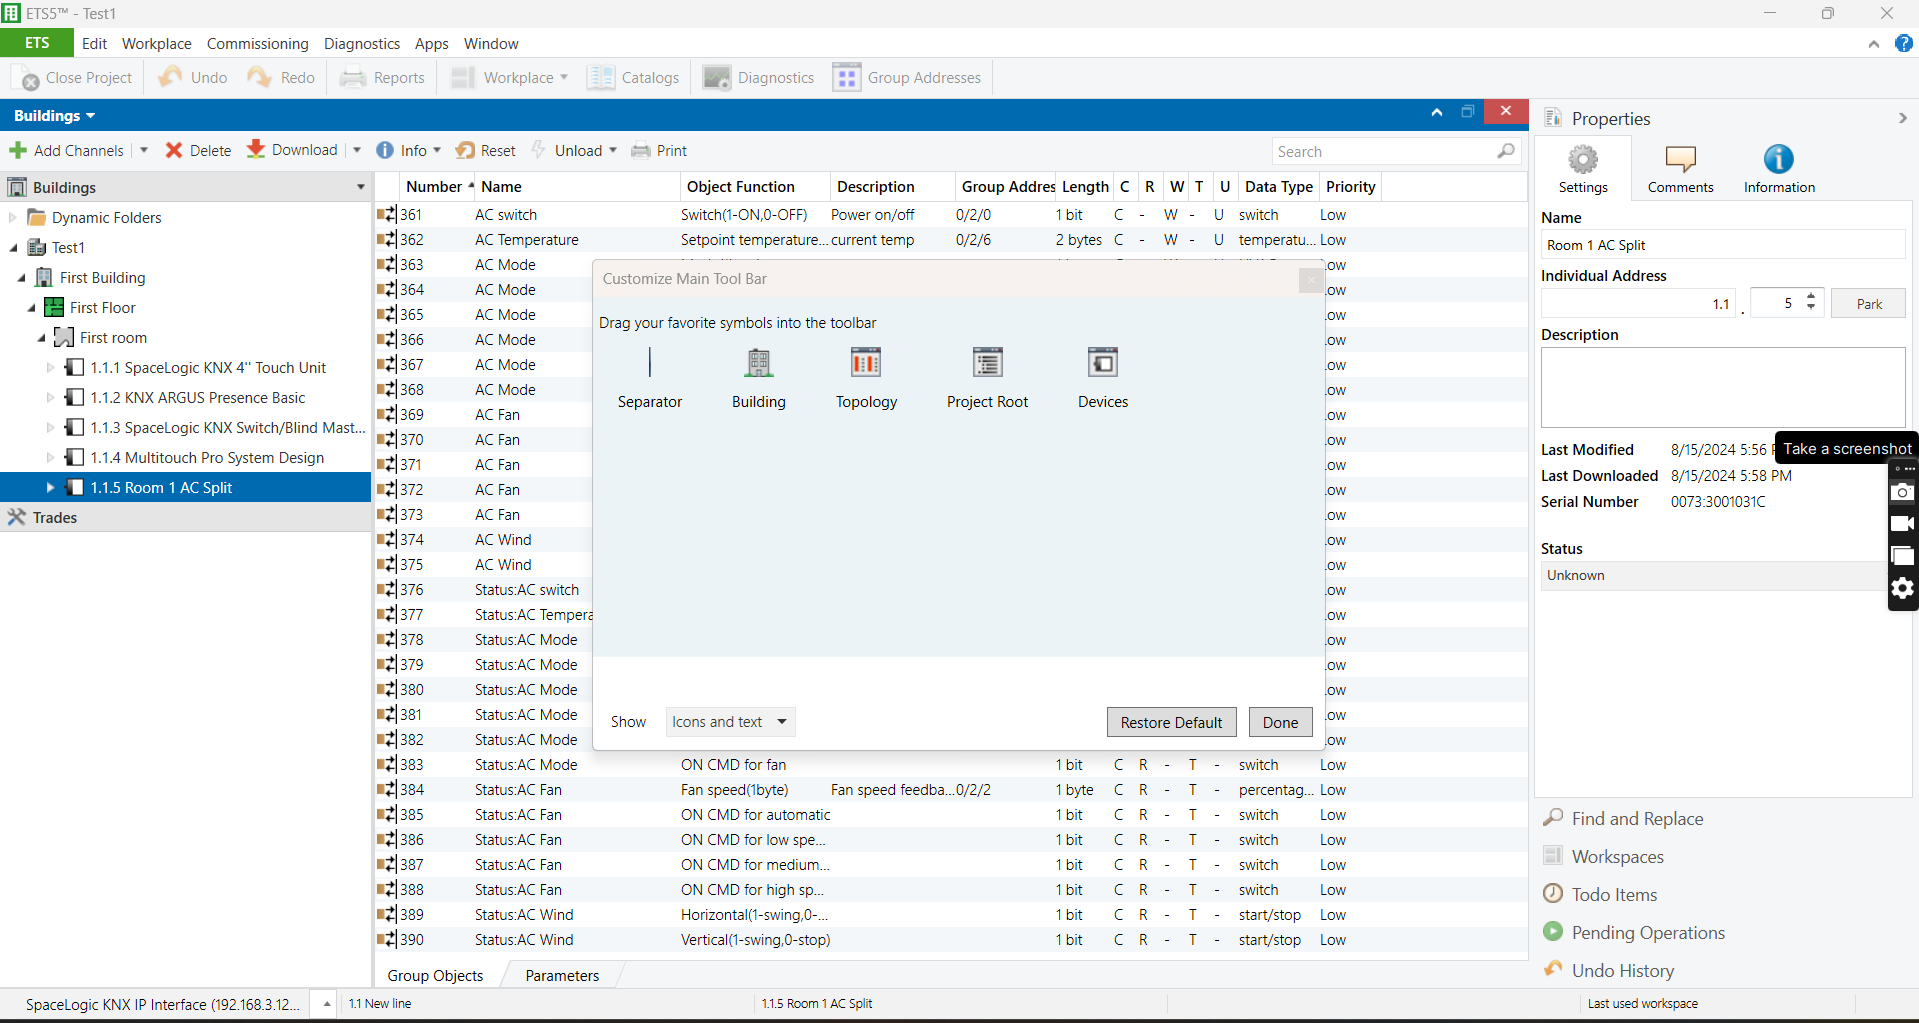 ETS5™ - Test1
ETS Edit Workplace Commissioning Diagnostics Apps Window
Close Project Undo Redo Reports Workplace Catalogs Diagnostics Group Addresses
Buildings
Add Channels Delete Download Info Reset Unload Print Search
Buildings
Dynamic Folders
Test1
First Building
First Floor
First room
1.1.1 SpaceLogic KNX 4" Touch Unit
1.1.2 KNX ARGUS Presence Basic
1.1.3 SpaceLogic KNX Switch/Blind Mast...
1.1.4 Multitouch Pro System Design
1.1.5 Room 1 AC Split
Trades
Number Name Object Function Description Group Addres Length C R W T U Data Type Priority
361 AC switch Switch(1-ON,0-OFF) Power on/off 0/2/0 1 bit C - W - U switch Low
362 AC Temperature Setpoint temperature... current temp 0/2/6 2 bytes C - W - U temperatu... Low
363 AC Mode ow
364 AC Mode ow
365 AC Mode ow
366 AC Mode ow
367 AC Mode ow
368 AC Mode ow
369 AC Fan ow
370 AC Fan ow
371 AC Fan ow
372 AC Fan ow
373 AC Fan ow
374 AC Wind ow
375 AC Wind ow
376 Status:AC switch ow
377 Status:AC Tempera ow
378 Status:AC Mode ow
379 Status:AC Mode ow
380 Status:AC Mode ow
381 Status:AC Mode ow
382 Status:AC Mode ow
383 Status:AC Mode ON CMD for fan 1 bit C R - T - switch Low
384 Status:AC Fan Fan speed(1byte) Fan speed feedba... 0/2/2 1 byte C R - T - percentag... Low
385 Status:AC Fan ON CMD for automatic 1 bit C R - T - switch Low
386 Status:AC Fan ON CMD for low spe... 1 bit C R - T - switch Low
387 Status:AC Fan ON CMD for medium... 1 bit C R - T - switch Low
388 Status:AC Fan ON CMD for high sp... 1 bit C R - T - switch Low
389 Status:AC Wind Horizontal(1-swing,0-... 1 bit C R - T - start/stop Low
390 Status:AC Wind Vertical(1-swing,0-stop) 1 bit C R - T - start/stop Low
Group Objects Parameters
Customize Main Tool Bar
Drag your favorite symbols into the toolbar
Separator Building Topology Project Root Devices
Show Icons and text Restore Default Done
Properties
Settings Comments Information
Name
Room 1 AC Split
Individual Address
1.1 . 5 Park
Description
Last Modified 8/15/2024 5:56
Take a screenshot
Last Downloaded 8/15/2024 5:58 PM
Serial Number 0073:3001031C
Status
Unknown
Find and Replace
Workspaces
Todo Items
Pending Operations
Undo History
SpaceLogic KNX IP Interface (192.168.3.12... 1.1 New line 1.1.5 Room 1 AC Split Last used workspace